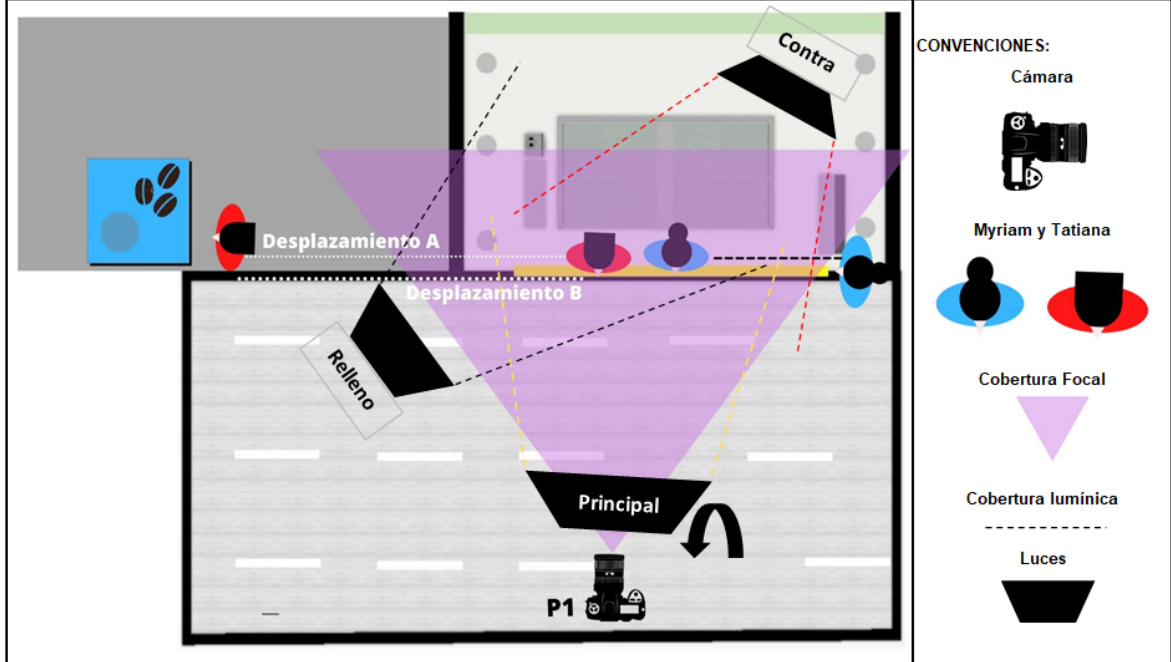 Contra
Desplazamiento A
Desplazamiento B
Relleno
Principal
P1
CONVENCIONES:
Cámara
Myriam y Tatiana
Cobertura Focal
Cobertura lumínica
Luces